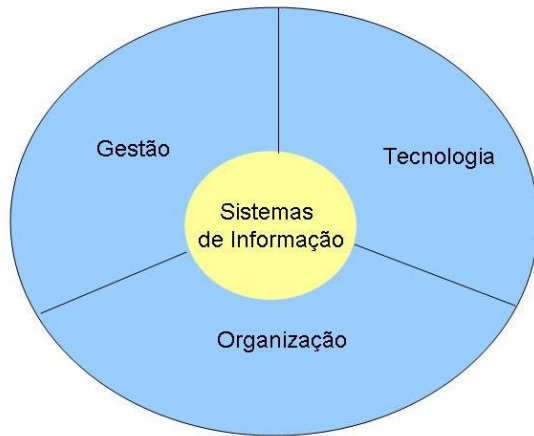 Gestão
Tecnologia
Sistemas
de Informação
Organização